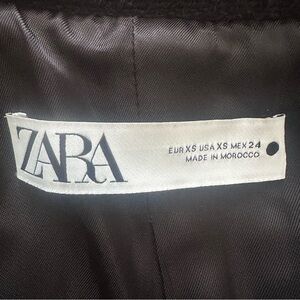 ZARA
EUR XS USA XS MEX 24
MADE IN MOROCCO